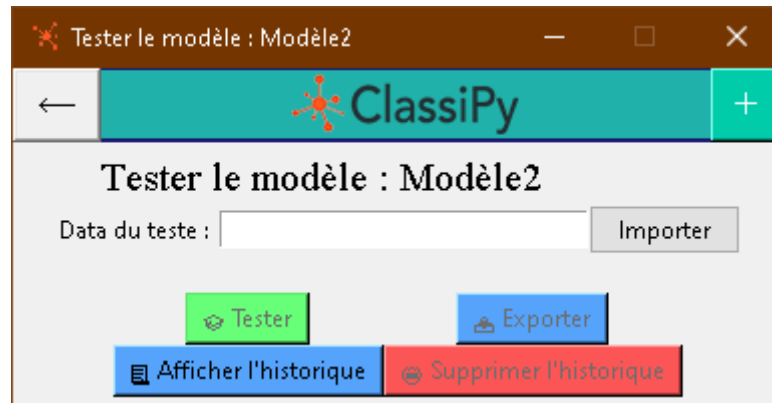 Tester le modèle : Modèle2
ClassiPy
Tester le modèle : Modèle2
Data du teste :
Importer
Tester
Exporter
Afficher l'historique
Supprimer l'historique